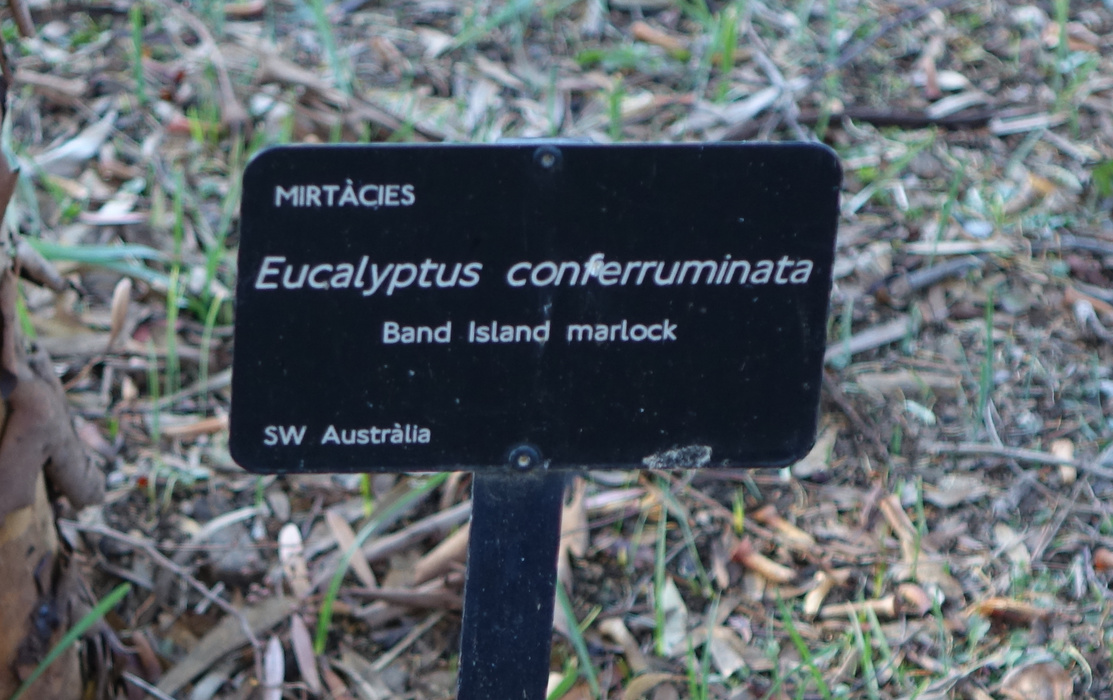 MIRTÀCIES
Eucalyptus conferruminata
Band Island marlock
SW Austràlia